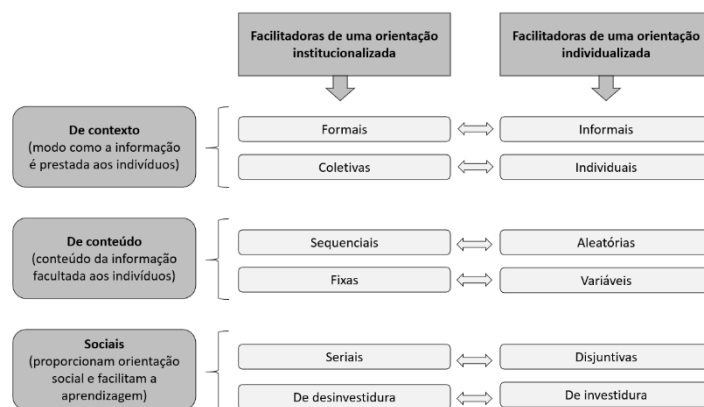 Facilitadoras de uma orientação
institucionalizada
Facilitadoras de uma orientação
individualizada
De contexto
(modo como a informação
é prestada aos indivíduos)
Formais
Informais
Coletivas
Individuais
De conteúdo
(conteúdo da informação
facultada aos indivíduos)
Sequenciais
Aleatórias
Fixas
Variáveis
Sociais
(proporcionam orientação
social e facilitam a
aprendizagem)
Seriais
Disjuntivas
De desinvestidura
De investidura